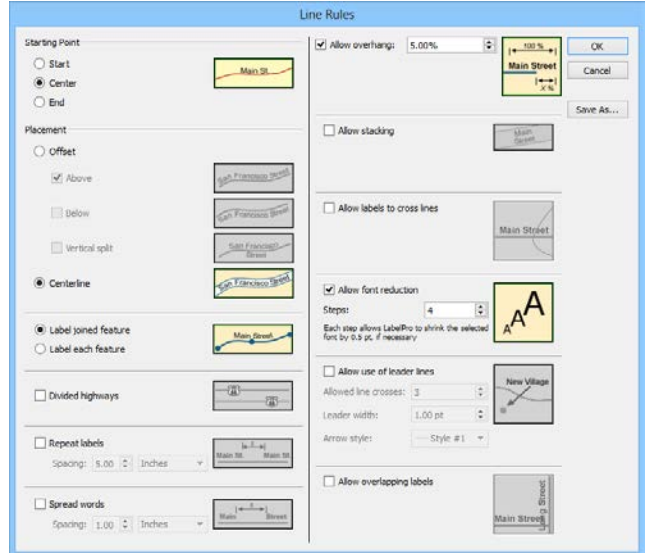 Line Rules
Starting Point
Start
Center
End
Main St.
Placement
Offset
Above
San Francisco Street
Below
San Francisco Street
Vertical split
San Francisco
Street
Centerline
San Francisco Street
Label joined feature
Label each feature
Main Street
Divided highways
Repeat labels
Spacing: 5.00 Inches
Main St. Main St.
Spread words
Spacing: 1.00 Inches
Main Street
Allow overhang: 5.00%
100 %
Main Street
X %
Allow stacking
Main
Street
Allow labels to cross lines
Main Street
Allow font reduction
Steps: 4
Each step allows LabelPro to shrink the selected
font by 0.5 pt. if necessary
AAA
Allow use of leader lines
Allowed line crosses: 3
Leader width: 1.00 pt
Arrow style: Style #1
New Village
Allow overlapping labels
Main Street
Long Street
OK
Cancel
Save As...